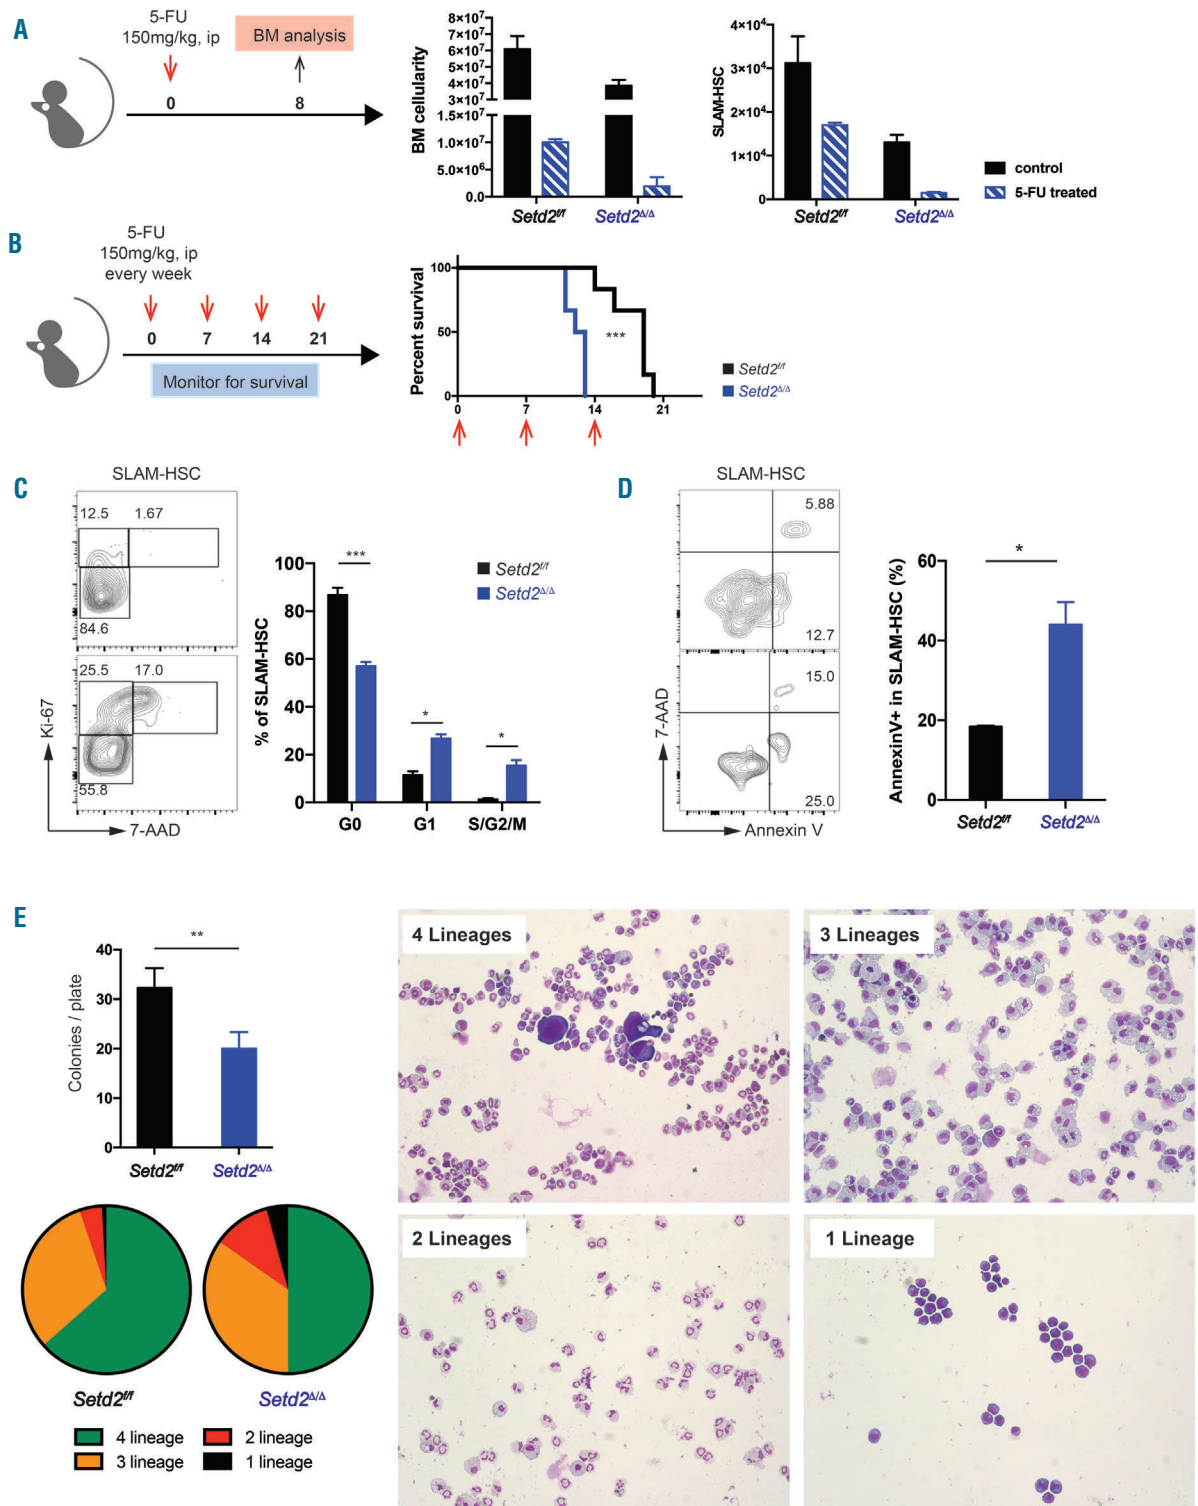 A
5-FU
150mg/kg, ip
BM analysis
0
8
BM cellularity
8×10⁷
7×10⁷
6×10⁷
5×10⁷
4×10⁷
3×10⁷
1.5×10⁷
1.0×10⁷
5.0×10⁶
0.0
Setd2f/f
Setd2Δ/Δ
SLAM-HSC
4×10⁴
3×10⁴
2×10⁴
1×10⁴
0
Setd2f/f
Setd2Δ/Δ
control
5-FU treated
B
5-FU
150mg/kg, ip
every week
0 7 14 21
Monitor for survival
Percent survival
100
50
0
0 7 14 21
***
Setd2f/f
Setd2Δ/Δ
C
SLAM-HSC
12.5 1.67
84.6
25.5 17.0
55.8
Ki-67
7-AAD
% of SLAM-HSC
100
80
60
40
20
0
***
*
*
G0 G1 S/G2/M
Setd2f/f
Setd2Δ/Δ
D
SLAM-HSC
5.88
12.7
15.0
25.0
7-AAD
Annexin V
AnnexinV+ in SLAM-HSC (%)
60
40
20
0
*
Setd2f/f
Setd2Δ/Δ
E
Colonies / plate
40
30
20
10
0
**
Setd2f/f
Setd2Δ/Δ
Setd2f/f
Setd2Δ/Δ
4 lineage
2 lineage
3 lineage
1 lineage
4 Lineages
3 Lineages
2 Lineages
1 Lineage